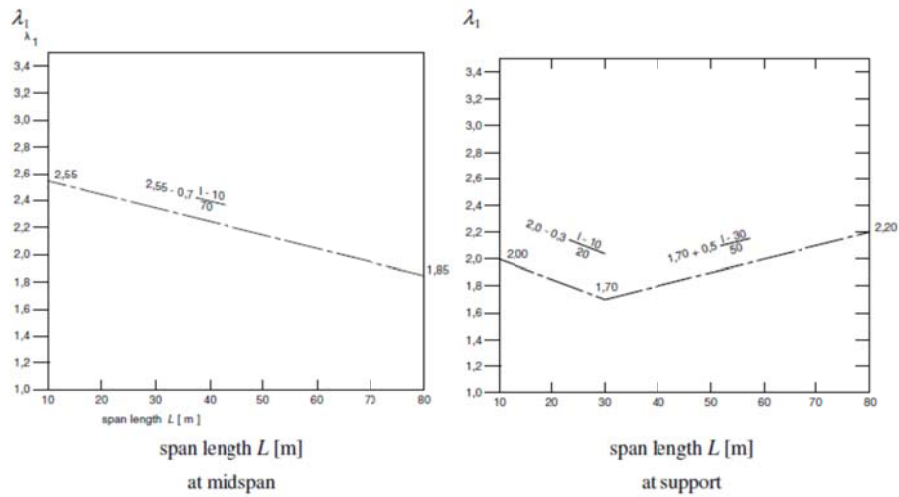 λ1
λ1
3,4
3,2
3,0
2,8
2,6
2,4
2,2
2,0
1,8
1,6
1,4
1,2
1,0
2,55
2,55 - 0,7 l - 10
70
1,85
10 20 30 40 50 60 70 80
span length L [ m ]
span length L [m]
at midspan
λ1
3,4
3,2
3,0
2,8
2,6
2,4
2,2
2,0
1,8
1,6
1,4
1,2
1,0
2.0 - 0.3 l - 10
20
200
1,70
1,70 + 0,5 l - 30
50
2,20
10 20 30 40 50 60 70 80
span length L [m]
at support